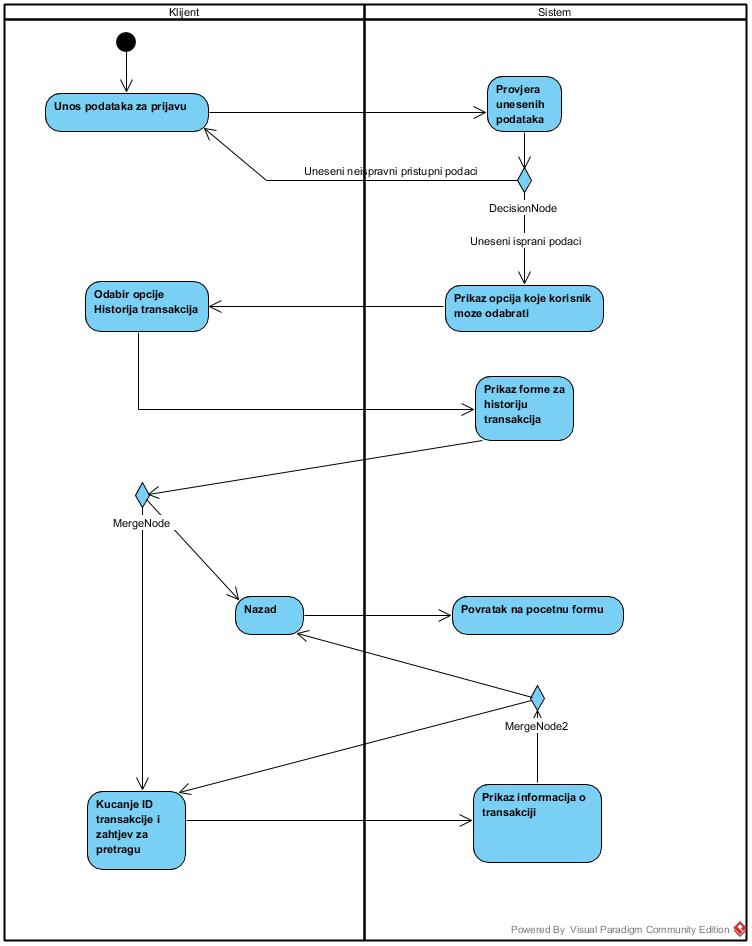 Klijent
Sistem
Unos podataka za prijavu
Provjera
unesenih
podataka
Uneseni neispravni pristupni podaci
DecisionNode
Uneseni isprani podaci
Odabir opcije
Historija transakcija
Prikaz opcija koje korisnik
moze odabrati
Prikaz forme za
historiju
transakcija
MergeNode
Nazad
Povratak na pocetnu formu
MergeNode2
Kucanje ID
transakcije i
zahtjev za
pretragu
Prikaz informacija o
transakciji
Powered By Visual Paradigm Community Edition